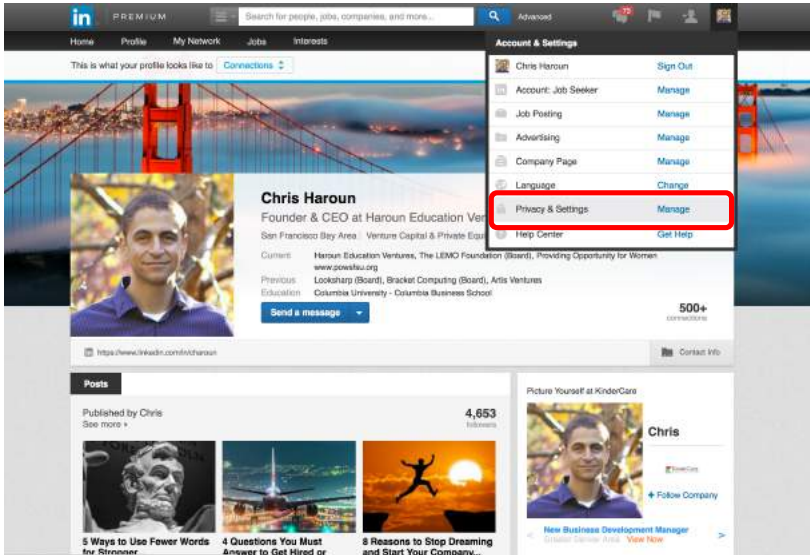 in PREMIUM
Search for people, jobs, companies, and more...
Advanced
Home Profile My Network Jobs Interests
Account & Settings
This is what your profile looks like to Connections
Chris Haroun Sign Out
Account: Job Seeker Manage
Job Posting Manage
Advertising Manage
Company Page Manage
Language Change
Privacy & Settings Manage
Help Center Get Help
Chris Haroun
Founder & CEO at Haroun Education Ven
San Francisco Bay Area Venture Capital & Private Equi
Current Haroun Education Ventures, The LEMO Foundation (Board), Providing Opportunity for Women
Previous Looksharp (Board), Bracket Computing (Board), Artis Ventures
Education Columbia University - Columbia Business School
Send a message
500+
connections
https://www.linkedin.com/in/charoun
Contact Info
Posts
Published by Chris
See more
4,653
followers
5 Ways to Use Fewer Words
for Stronger
4 Questions You Must
Answer to Get Hired or
8 Reasons to Stop Dreaming
and Start Your Company...
Picture Yourself at KinderCare
Chris
KinderCare
+ Follow Company
New Business Development Manager
Greater Denver Area View Now